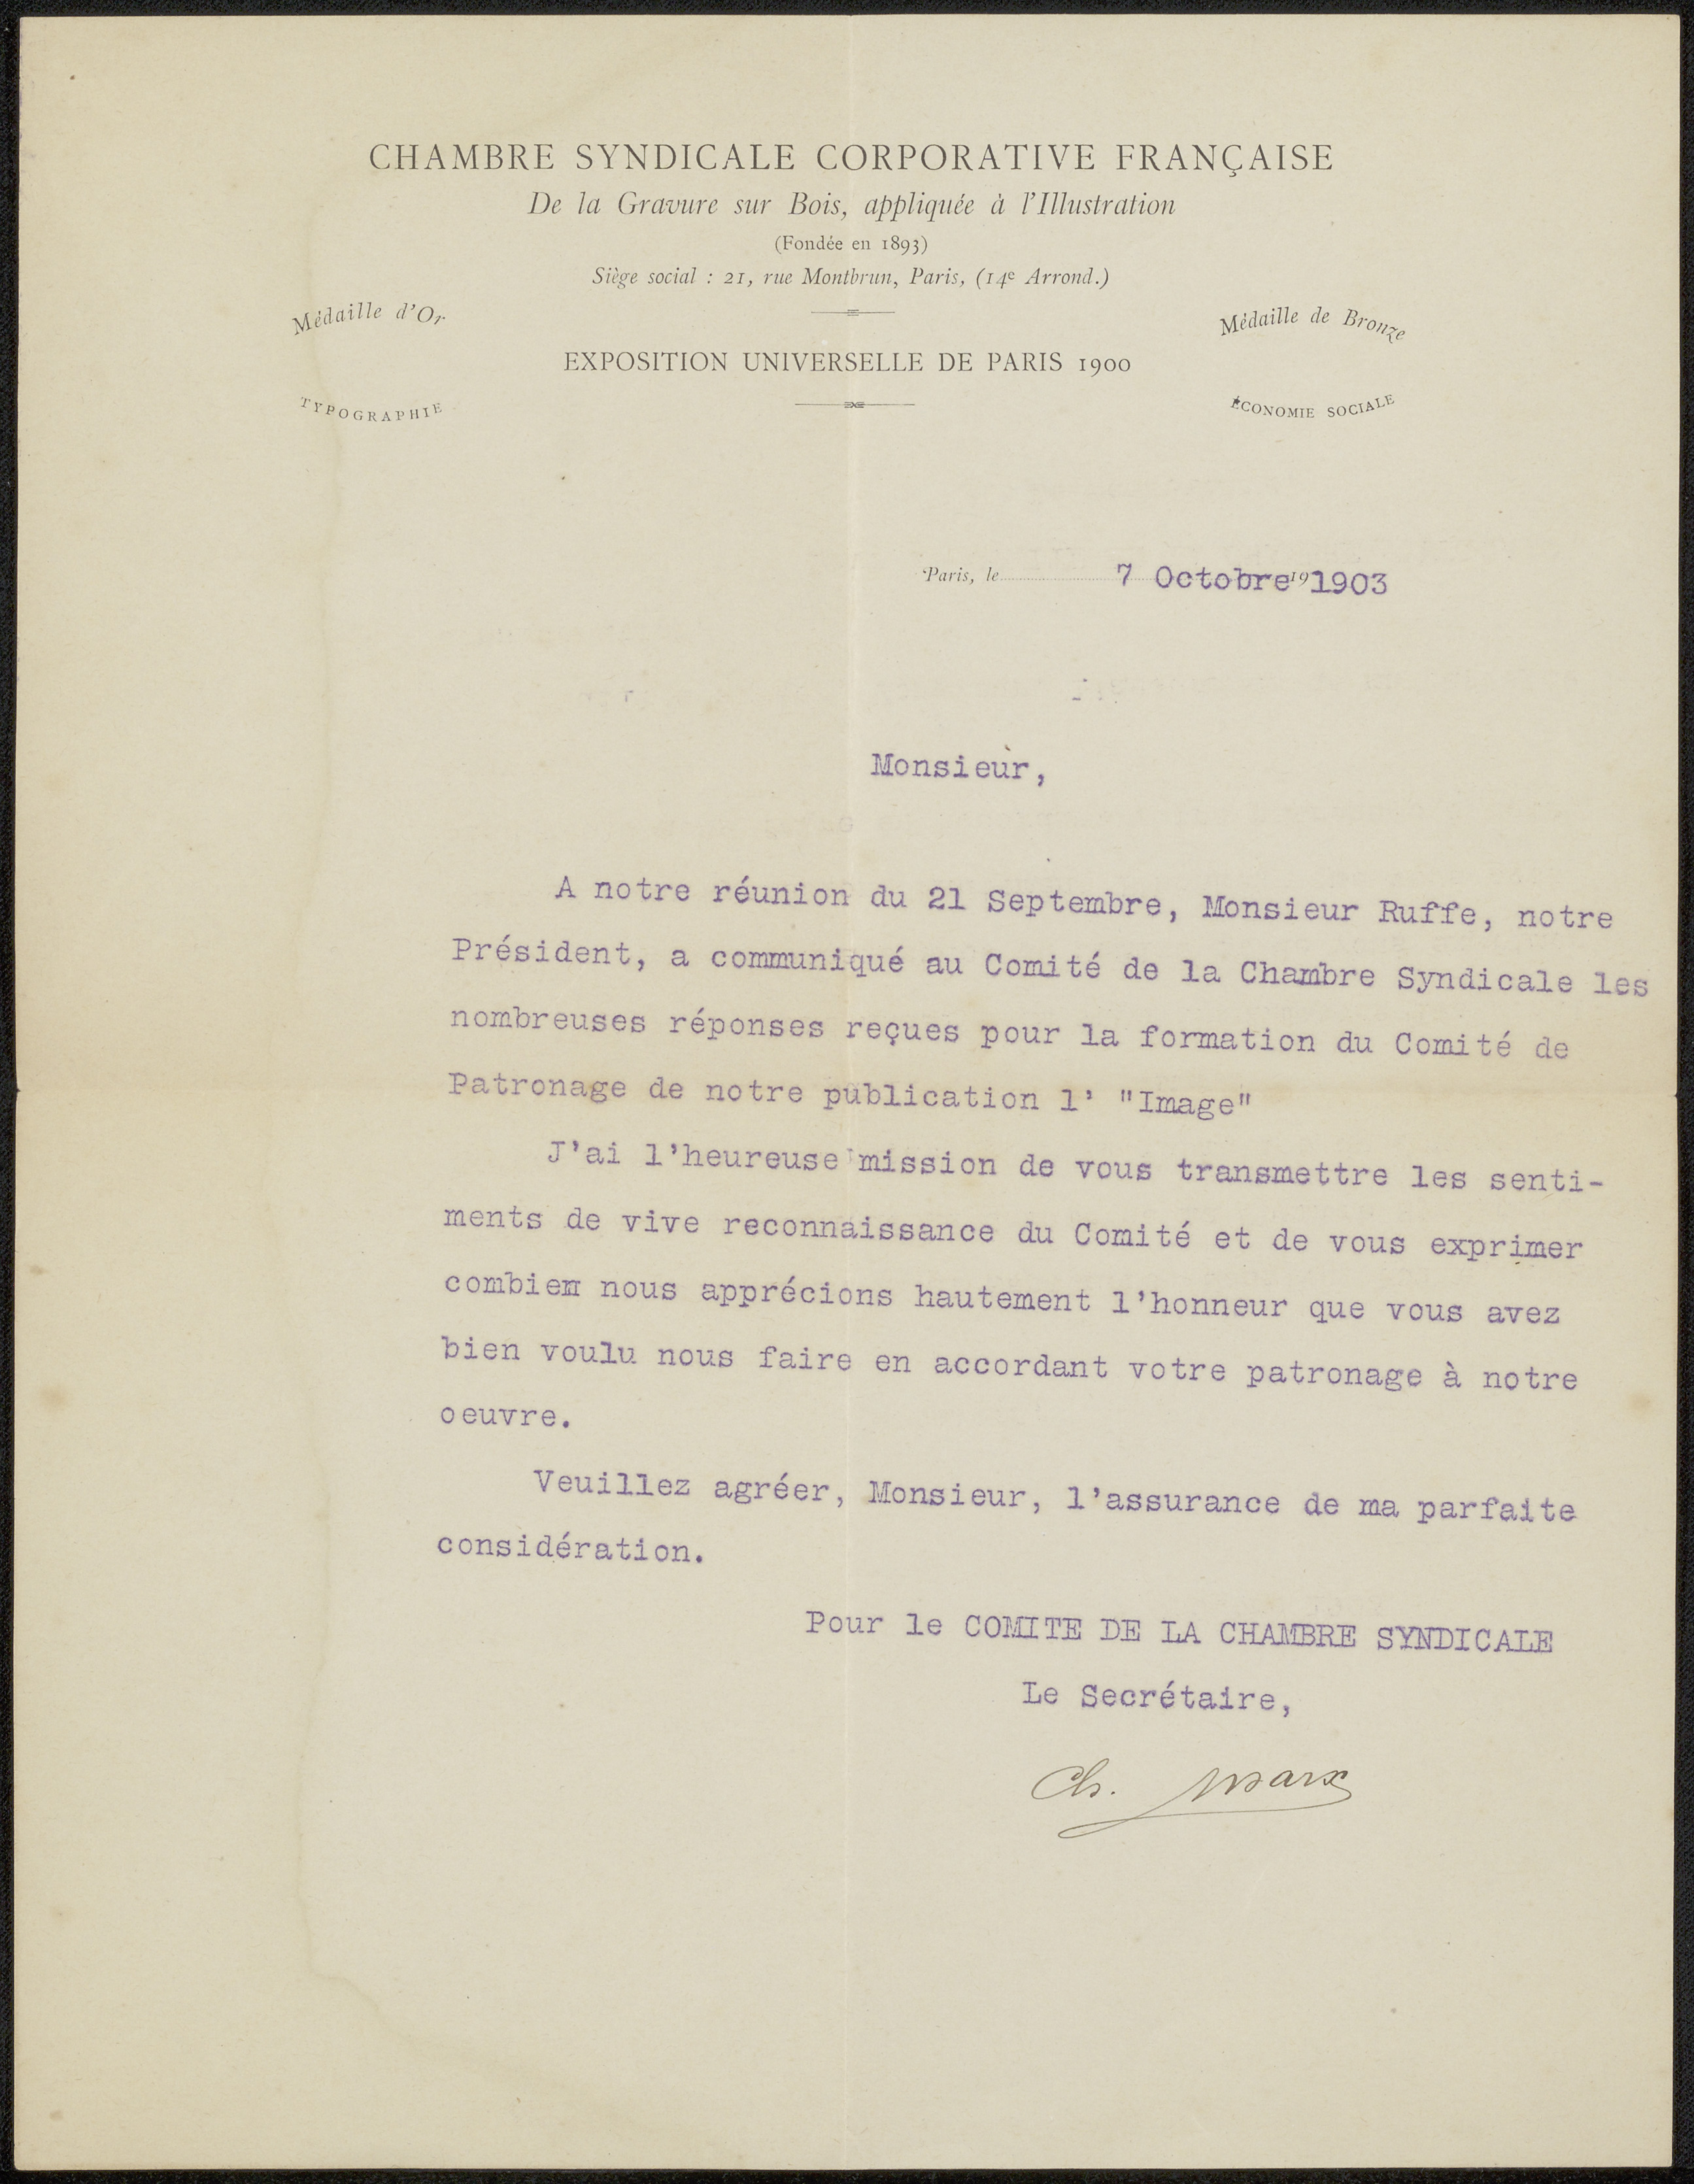 CHAMBRE SYNDICALE CORPORATIVE FRANÇAISE
De la Gravure sur Bois, appliquée à l'Illustration
(Fondée en 1893)
Siège social : 21, rue Montbrun, Paris, (14e Arrond.)
Médaille d'Or
Médaille de Bronze
EXPOSITION UNIVERSELLE DE PARIS 1900
TYPOGRAPHIE
ÉCONOMIE SOCIALE
Paris, le 7 Octobre 19 1903
Monsieur,
A notre réunion du 21 Septembre, Monsieur Ruffe, notre
Président, a communiqué au Comité de la Chambre Syndicale les
nombreuses réponses reçues pour la formation du Comité de
Patronage de notre publication l' "Image"
J'ai l'heureuse mission de vous transmettre les senti-
ments de vive reconnaissance du Comité et de vous exprimer
combien nous apprécions hautement l'honneur que vous avez
bien voulu nous faire en accordant votre patronage à notre
oeuvre.
Veuillez agréer, Monsieur, l'assurance de ma parfaite
considération.
Pour le COMITE DE LA CHAMBRE SYNDICALE
Le Secrétaire,
Ch. Marx